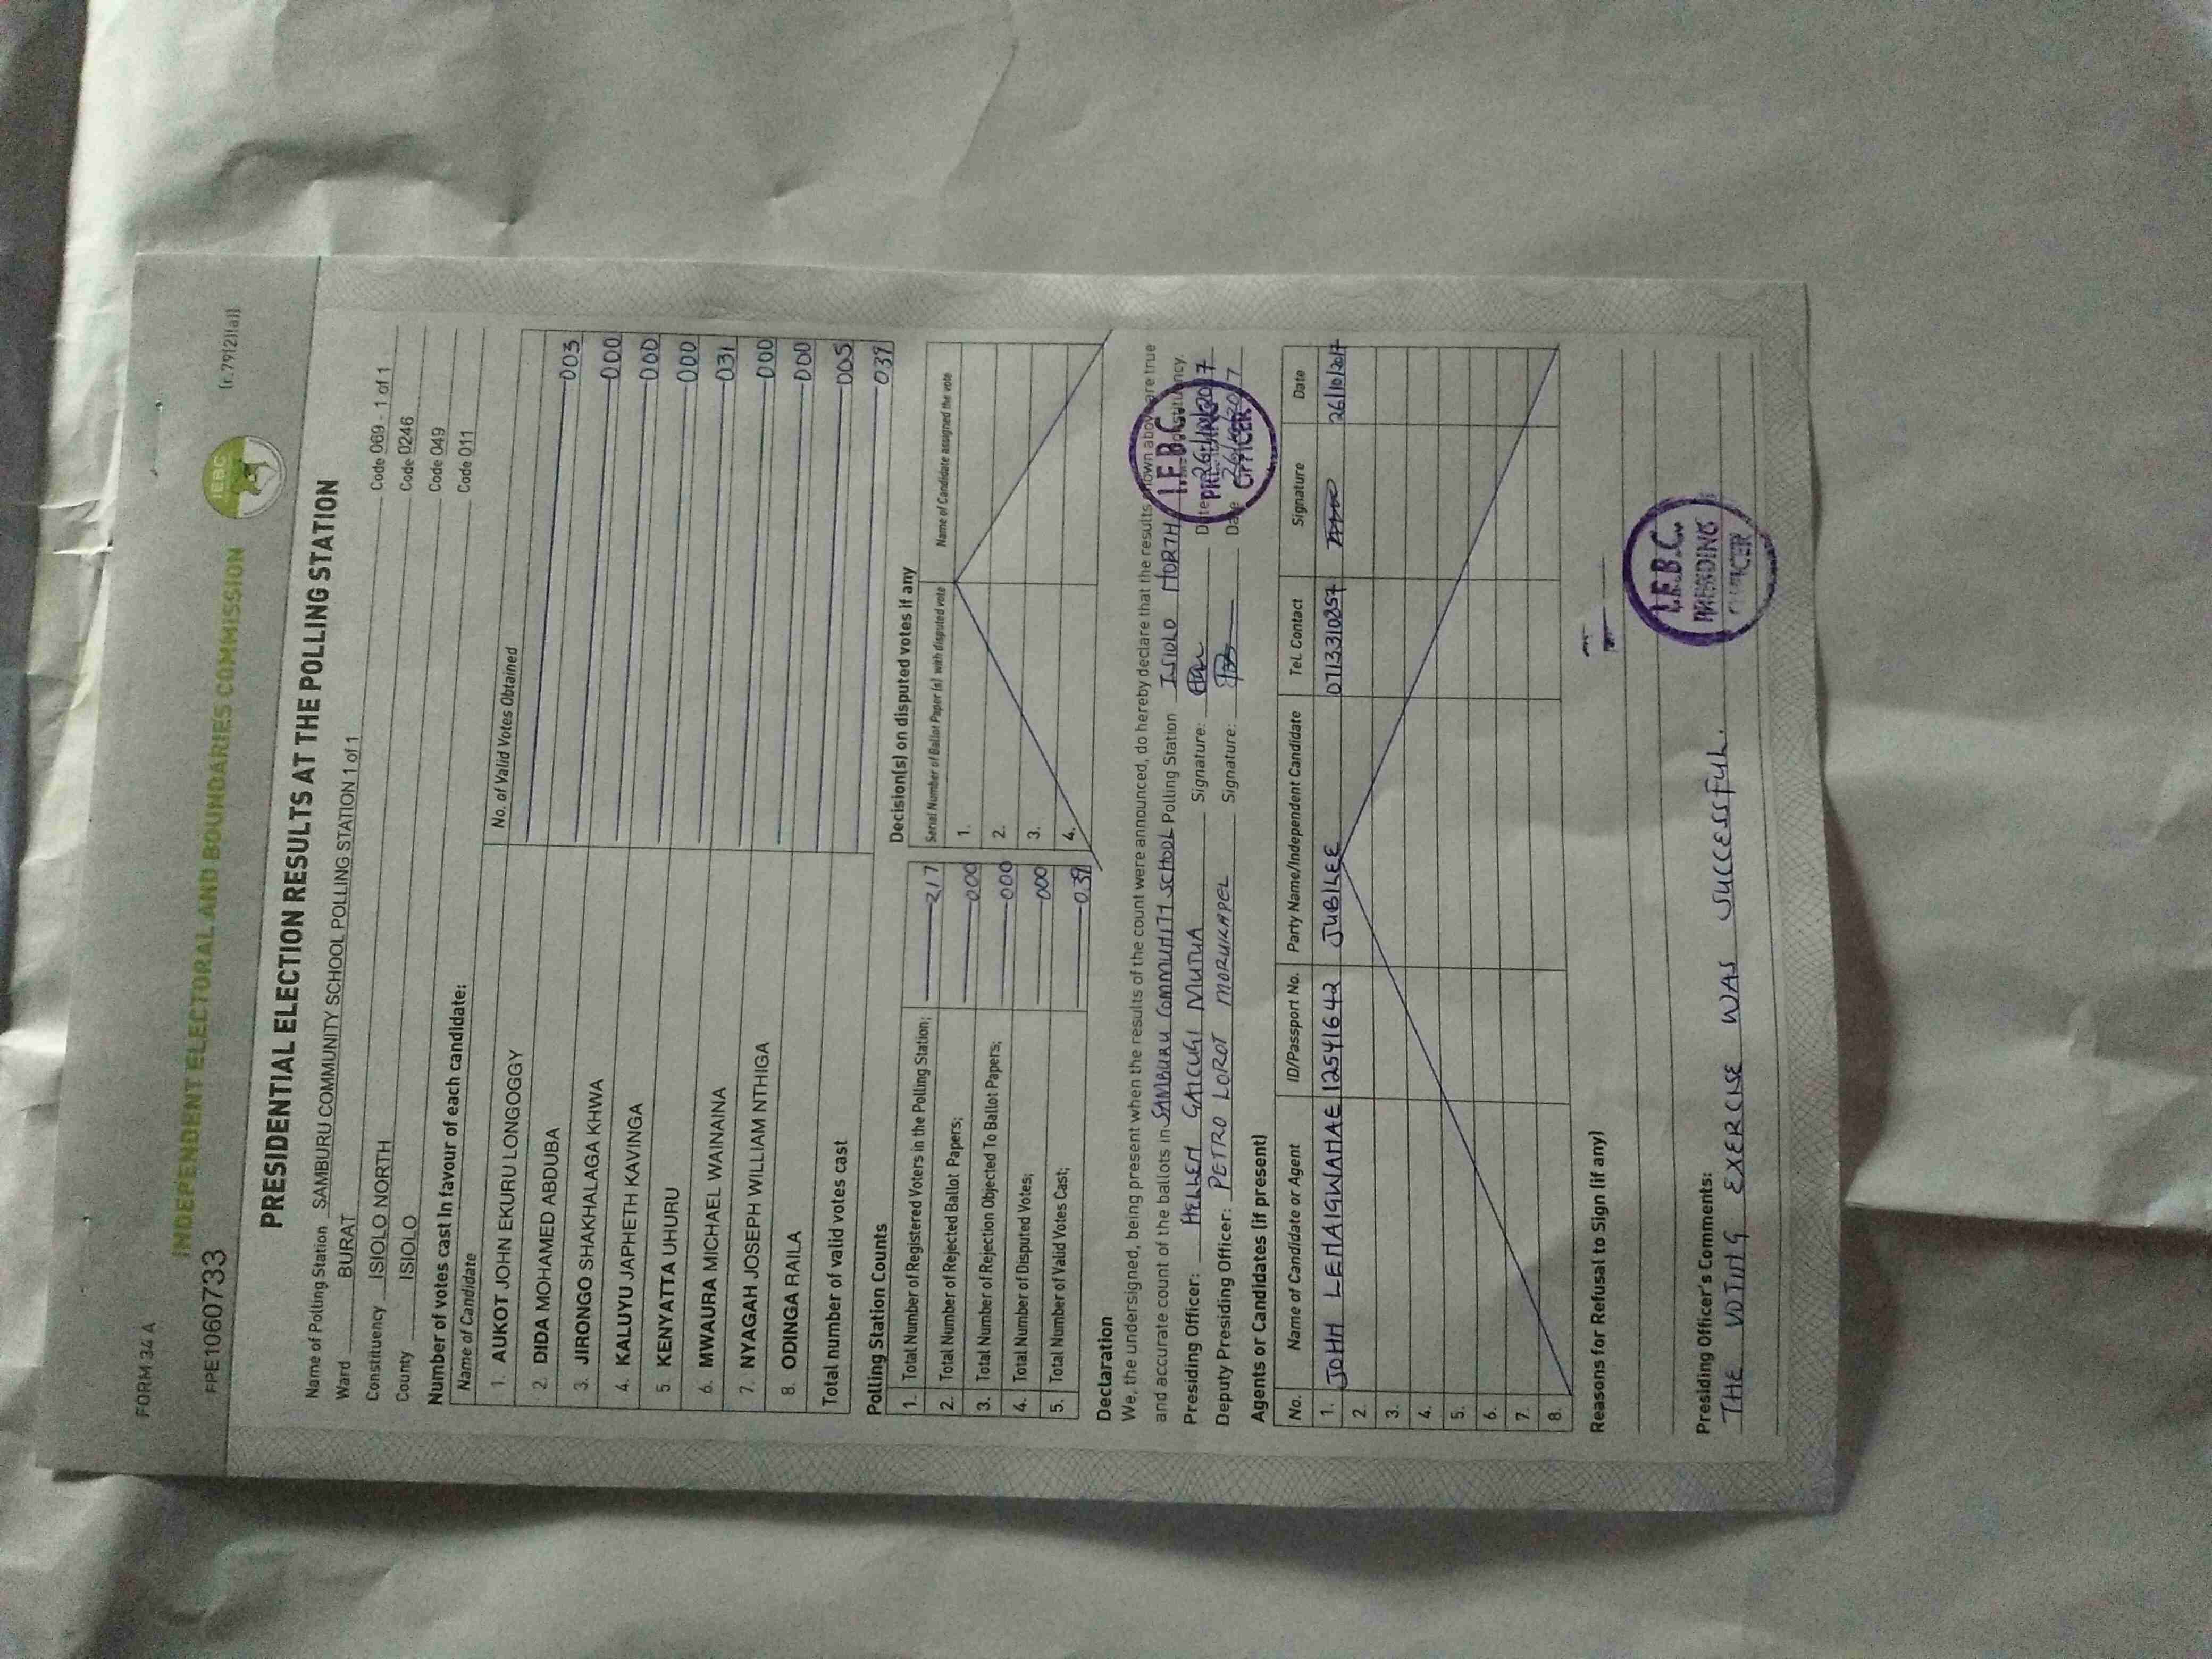 FORM 34 A
(r.79(2)(a))
INDEPENDENT ELECTORAL AND BOUNDARIES COMMISSION
IEBC
PPE1060733
PRESIDENTIAL ELECTION RESULTS AT THE POLLING STATION
Name of Polling Station SAMBURU COMMUNITY SCHOOL POLLING STATION 1 of 1 Code 069 - 1 of 1
Ward BURAT Code 0246
Constituency ISIOLO NORTH Code 049
County ISIOLO Code 011
Number of votes cast in favour of each candidate:
Name of Candidate No. of Valid Votes Obtained
1. AUKOT JOHN EKURU LONGOGGY 003
2. DIDA MOHAMED ABDUBA 000
3. JIRONGO SHAKHALAGA KHWA 000
4. KALUYU JAPHETH KAVINGA 000
5 KENYATTA UHURU 031
6. MWAURA MICHAEL WAINAINA 000
7. NYAGAH JOSEPH WILLIAM NTHIGA 000
8. ODINGA RAILA 005
Total number of valid votes cast 039
Polling Station Counts
1. Total Number of Registered Voters in the Polling Station; 217
2. Total Number of Rejected Ballot Papers; 000
3. Total Number of Rejection Objected To Ballot Papers; 000
4. Total Number of Disputed Votes; 000
5. Total Number of Valid Votes Cast; 039
Decision(s) on disputed votes if any
Serial Number of Ballot Paper (s) with disputed vote Name of Candidate assigned the vote
1.
2.
3.
4.
Declaration
We, the undersigned, being present when the results of the count were announced, do hereby declare that the results shown above are true
and accurate count of the ballots in SAMBURU COMMUNITY SCHOOL Polling Station ISIOLO NORTH Constituency.
Presiding Officer: HELLEN GAICUGI MUTUA Signature: Date 26/10/2017
Deputy Presiding Officer: PETRO LOROT MORUKAPEL Signature: Date 26/10/2017
I.E.B.C. PRESIDING OFFICER
Agents or Candidates (if present)
No. Name of Candidate or Agent ID/Passport No. Party Name/Independent Candidate Tel. Contact Signature Date
1. JOHN LENAIGWANAE 12541642 JUBILEE 0713310257 26/10/2017
2.
3.
4.
5.
6.
7.
8.
Reasons for Refusal to Sign (if any)
Presiding Officer's Comments:
THE VOTING EXERCISE WAS SUCCESSFUL.
I.E.B.C. PRESIDING OFFICER